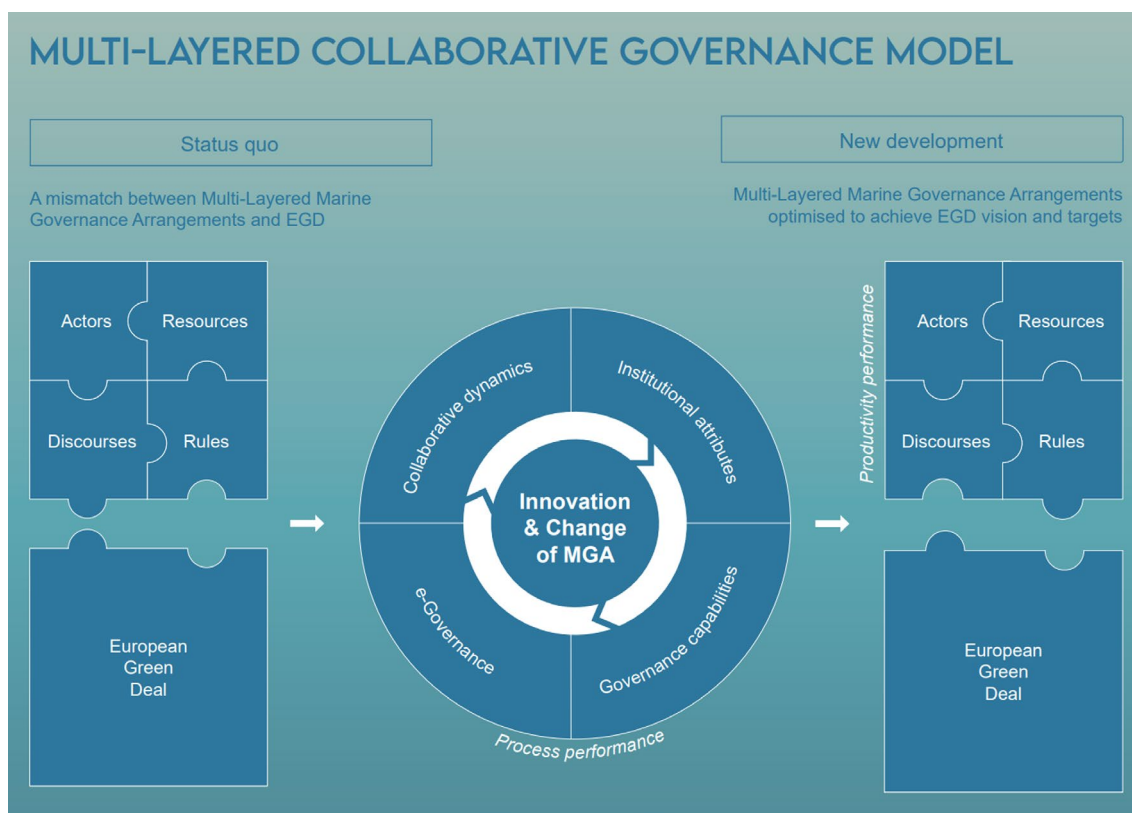 MULTI-LAYERED COLLABORATIVE GOVERNANCE MODEL
Status quo
A mismatch between Multi-Layered Marine
Governance Arrangements and EGD
Actors
Resources
Discourses
Rules
European
Green
Deal
Collaborative dynamics
Institutional attributes
e-Governance
Governance capabilities
Innovation
& Change
of MGA
Process performance
New development
Multi-Layered Marine Governance Arrangements
optimised to achieve EGD vision and targets
Productivity performance
Actors
Resources
Discourses
Rules
European
Green
Deal